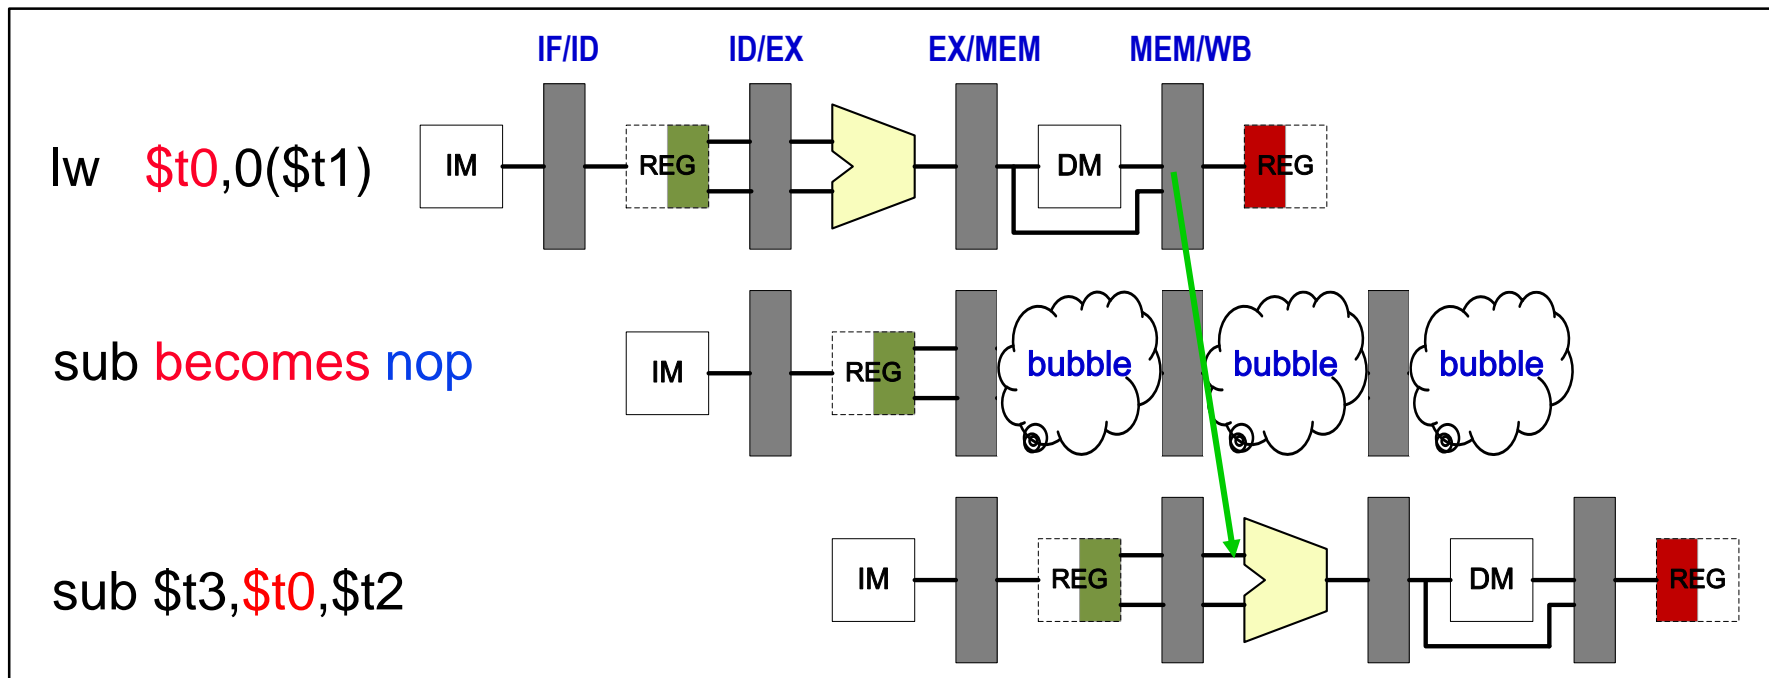 IF/ID ID/EX EX/MEM MEM/WB
lw $t0,0($t1) IM REG DM REG
sub becomes nop IM REG bubble bubble bubble
sub $t3,$t0,$t2 IM REG DM REG